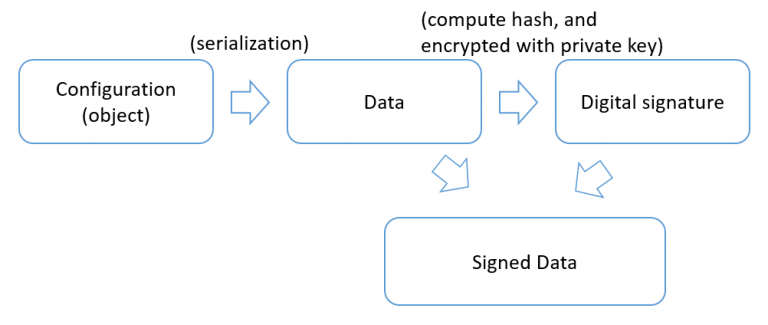 (compute hash, and
encrypted with private key)
(serialization)
Configuration
(object)
Data
Digital signature
Signed Data